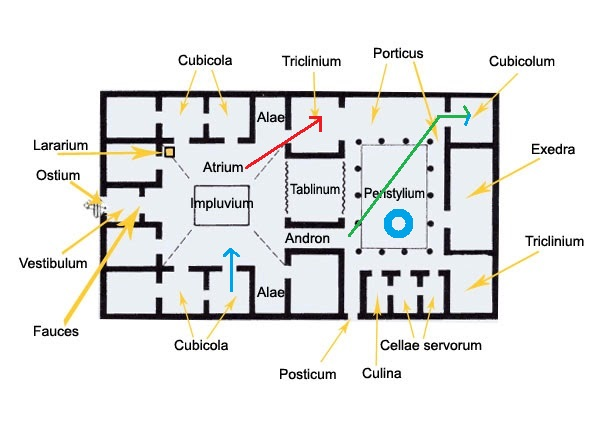 Cubicola
Triclinium
Porticus
Cubicolum
Alae
Lararium
Atrium
Exedra
Ostium
Impluvium
Tablinum
Peristylium
Andron
Triclinium
Vestibulum
Alae
Fauces
Cubicola
Cellae servorum
Posticum
Culina